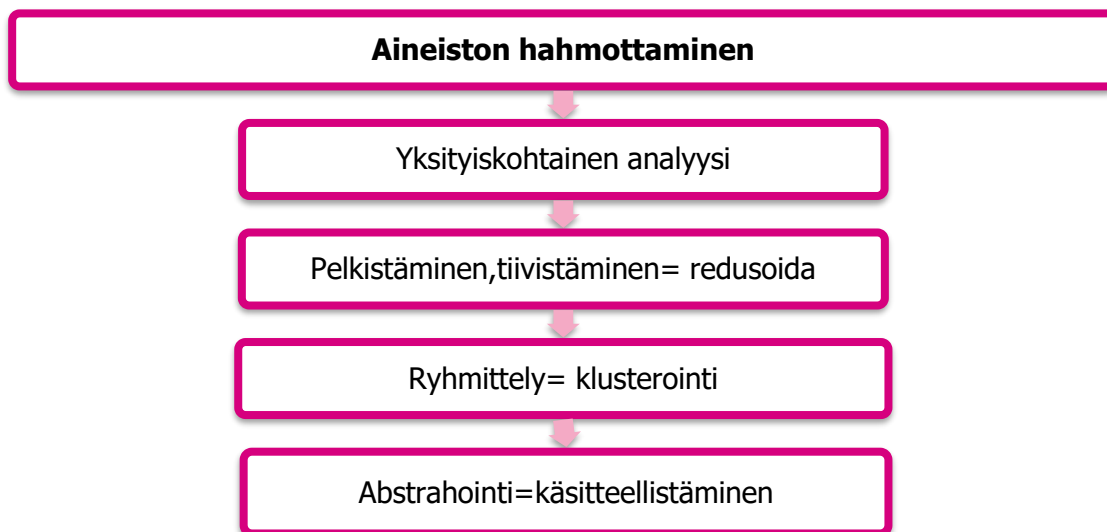 Aineiston hahmottaminen
Yksityiskohtainen analyysi
Pelkistäminen,tiivistäminen= redusoida
Ryhmittely= klusterointi
Abstrahointi=käsitteellistäminen